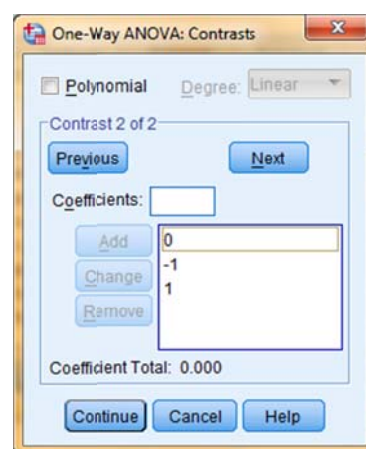 One-Way ANOVA: Contrasts
Polynomial Degree: Linear
Contrast 2 of 2
Previous Next
Coefficients:
Add 0
-1
Change
1
Remove
Coefficient Total: 0.000
Continue Cancel Help